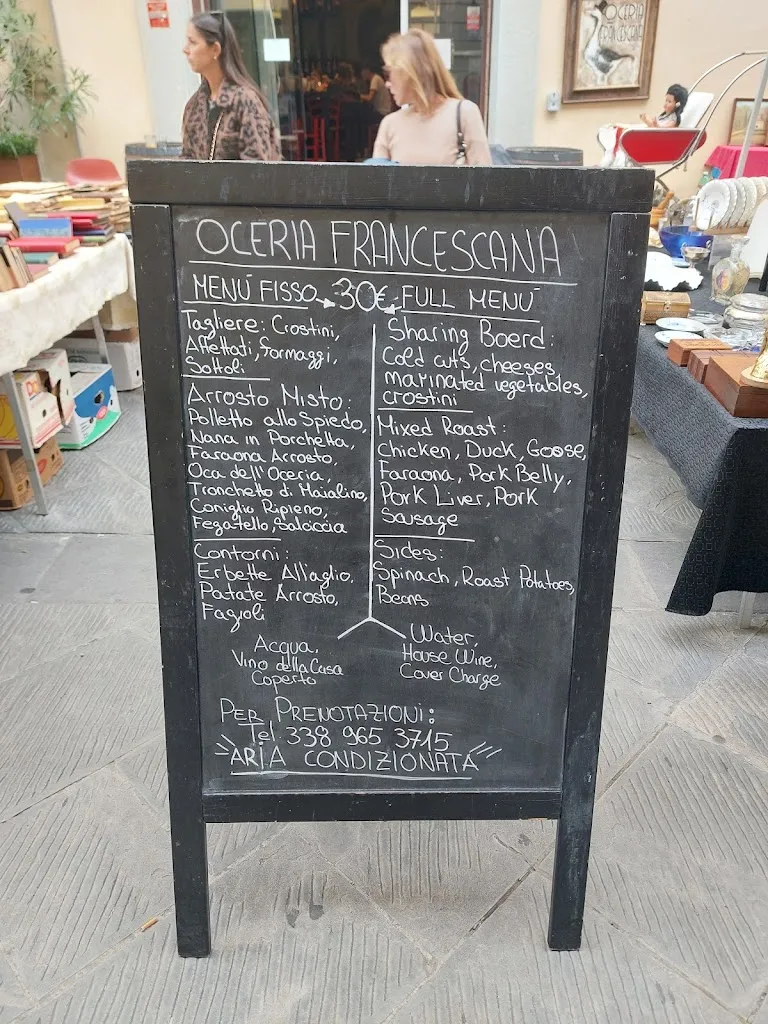 OCERIA
FRANCESCANA
OCERIA FRANCESCANA
MENÙ FISSO 30€ FULL MENÙ
Tagliere: Crostini,
Affettati, formaggi,
Sottoli
Arrosto Misto:
Polletto allo Spiedo,
Nana in Porchetta,
Faraona Arrosto,
Oca dell'Oceria,
Tronchetto di Maialino,
Coniglio Ripieno,
Fegatello, Salciccia
Contorni:
Erbette All'aglio,
Patate Arrosto,
Fagioli
Acqua,
Vino della Casa
Coperto
Sharing Boerd:
Cold cuts, cheeses,
marinated vegetables,
crostini
Mixed Roast:
Chicken, Duck, Goose,
Faraona, Pork Belly,
Pork Liver, Pork
Sausage
Sides:
Spinach, Roast Potatoes,
Beans
Water,
House Wine,
Cover Charge
PER PRENOTAZIONI:
Tel. 338 965 3715
ARIA CONDIZIONATA